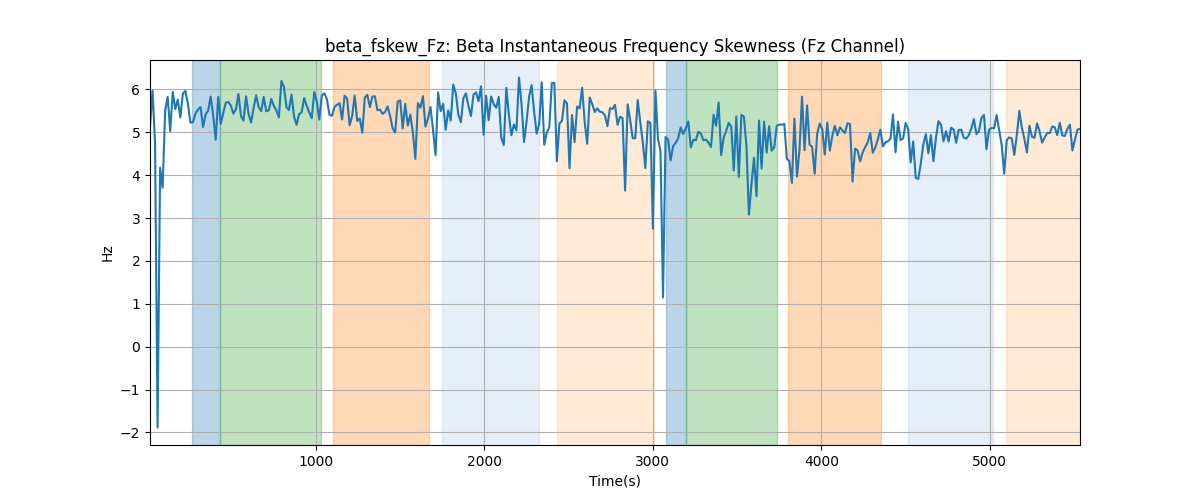 beta_fskew_Fz: Beta Instantaneous Frequency Skewness (Fz Channel)
6
5
4
3
2
1
0
−1
−2
Hz
1000 2000 3000 4000 5000
Time(s)